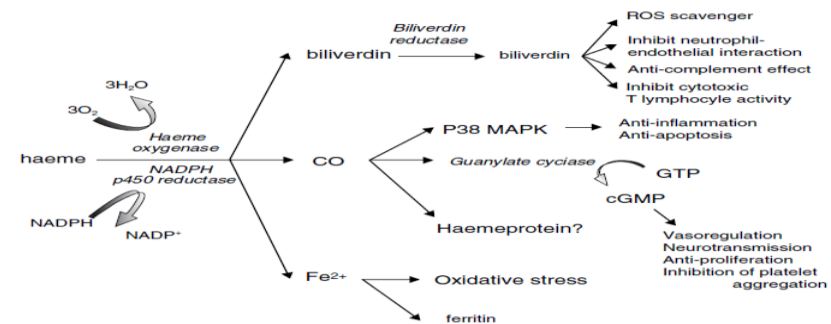 Biliverdin
reductase
biliverdin
biliverdin
ROS scavenger
Inhibit neutrophil-
endothelial interaction
Anti-complement effect
Inhibit cytotoxic
T lymphocyle activity
3H₂O
3O₂
Haeme
oxygenase
haeme
NADPH
p450 reductase
NADPH
NADP⁺
CO
P38 MAPK
Anti-inflammation
Anti-apoptosis
Guanylate cyciase
GTP
cGMP
Haemeprotein?
Vasoregulation
Neurotransmission
Anti-proliferation
Inhibition of platelet
aggregation
Fe²⁺
Oxidative stress
ferritin